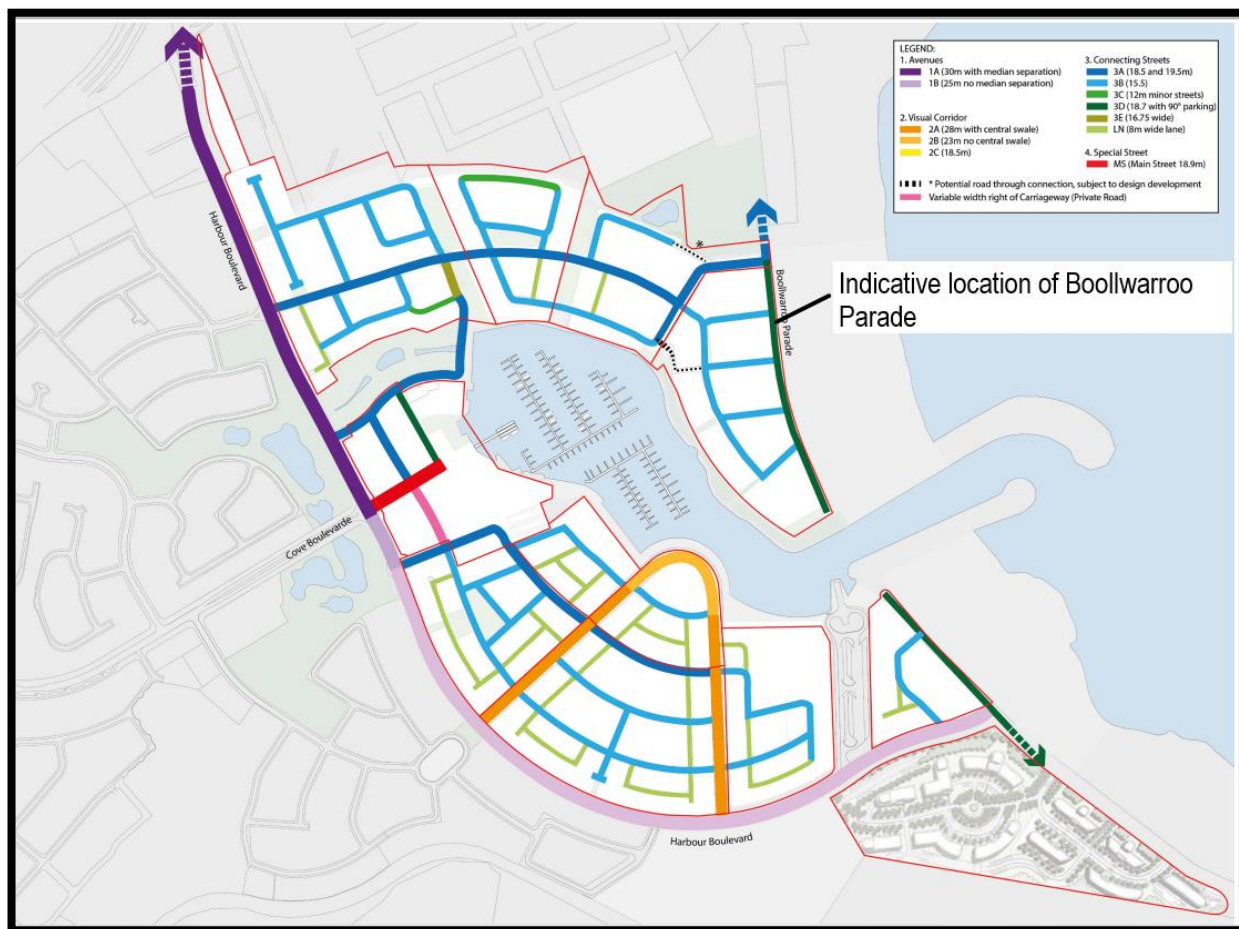 LEGEND:
1. Avenues
1A (30m with median separation)
1B (25m no median separation)
2. Visual Corridor
2A (28m with central swale)
2B (23m no central swale)
2C (18.5m)
3. Connecting Streets
3A (18.5 and 19.5m)
3B (15.5)
3C (12m minor streets)
3D (18.7 with 90° parking)
3E (16.75 wide)
LN (8m wide lane)
4. Special Street
MS (Main Street 18.9m)
* Potential road through connection, subject to design development
Variable width right of Carriageway (Private Road)
Harbour Boulevard
*
Boollwarroo Parade
Indicative location of Boollwarroo
Parade
Cove Boulevarde
Harbour Boulevard